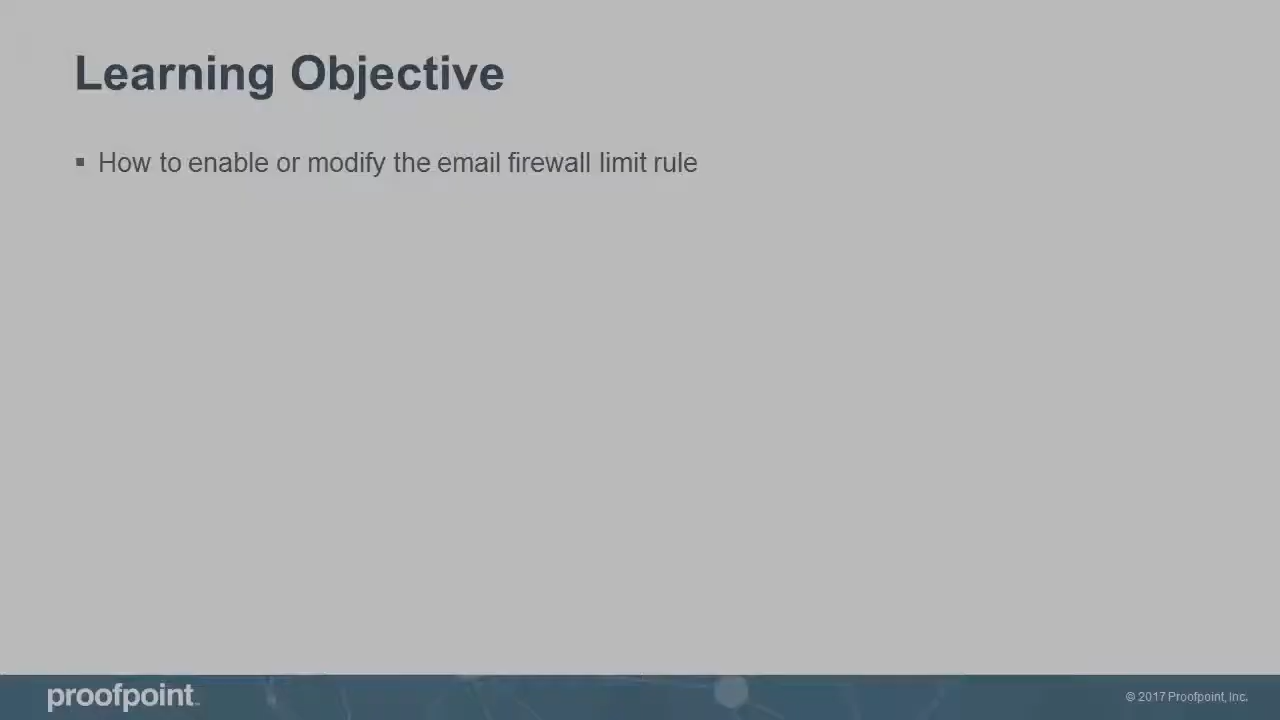 Learning Objective
▪ How to enable or modify the email firewall limit rule
proofpoint
© 2017 Proofpoint, Inc.